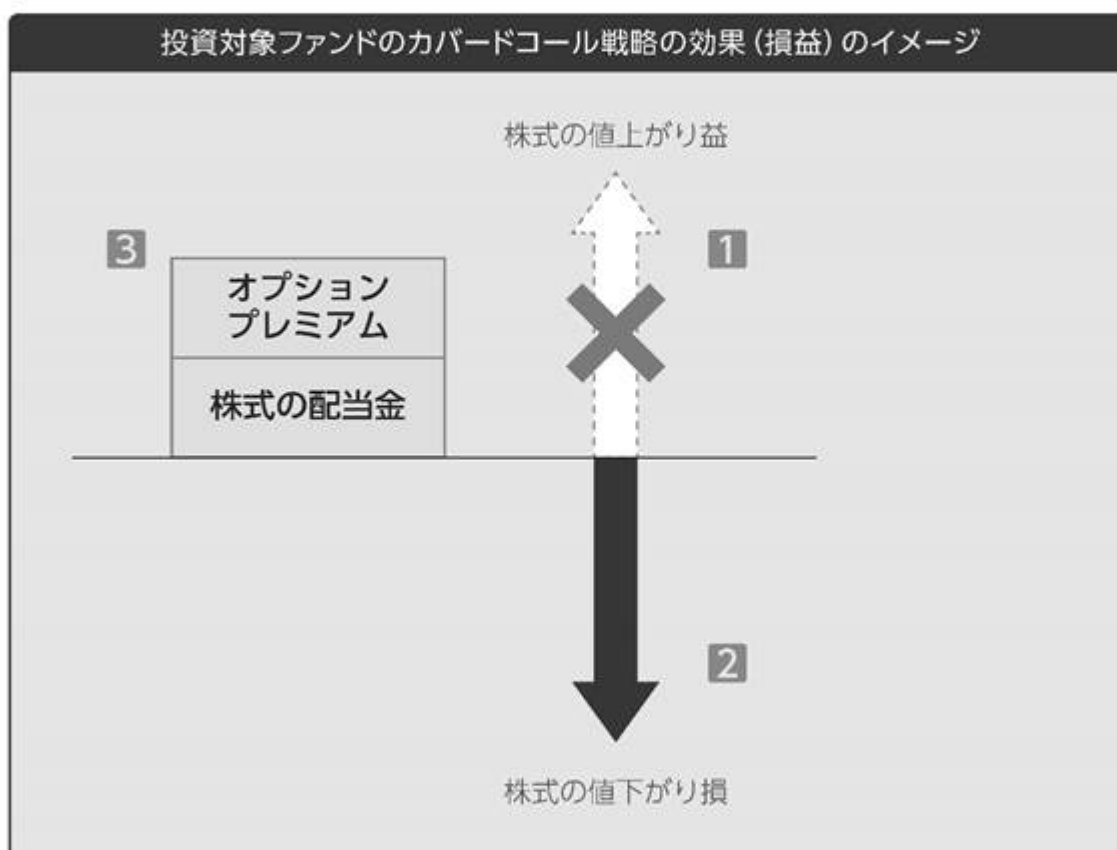 投資対象ファンドのカバードコール戦略の効果（損益）のイメージ
株式の値上がり益
3
1
オプション
プレミアム
株式の配当金
2
株式の値下がり損